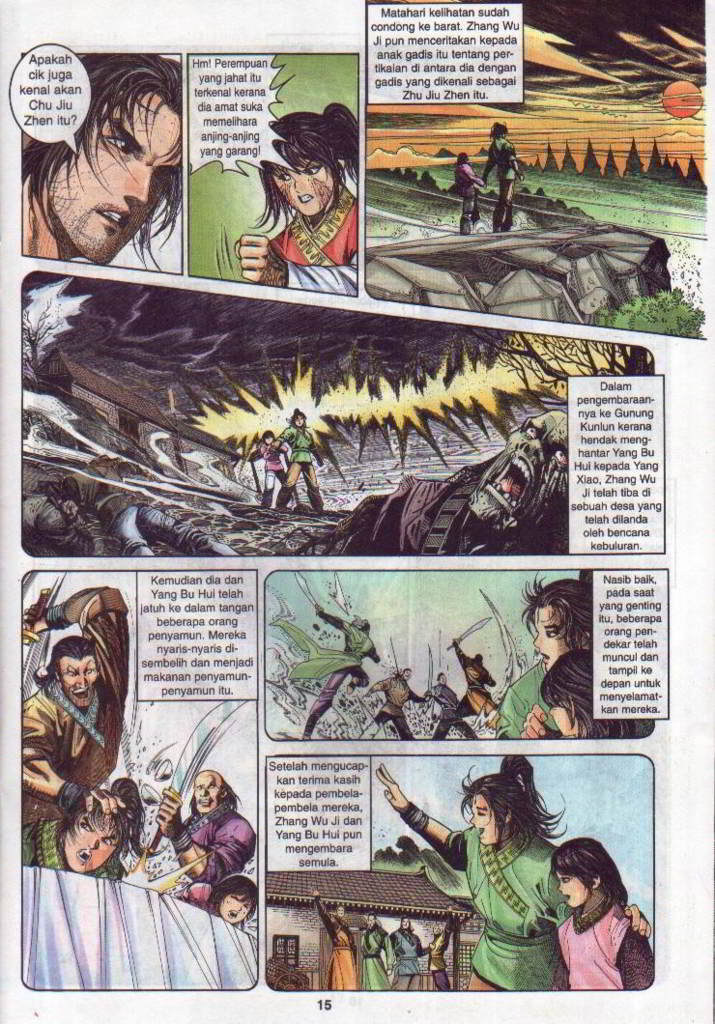 Apakah
cik juga
kenal akan
Chu Jiu
Zhen itu?
Hm! Perempuan
yang jahat itu
terkenal kerana
dia amat suka
memelihara
anjing-anjing
yang garang!
Matahari kelihatan sudah
condong ke barat. Zhang Wu
Ji pun menceritakan kepada
anak gadis itu tentang per-
tikaian di antara dia dengan
gadis yang dikenali sebagai
Zhu Jiu Zhen itu.
Dalam
pengembaraan-
nya ke Gunung
Kunlun kerana
hendak meng-
hantar Yang Bu
Hui kepada Yang
Xiao, Zhang Wu
Ji telah tiba di
sebuah desa yang
telah dilanda
oleh bencana
kebuluran.
Kemudian dia dan
Yang Bu Hui telah
jatuh ke dalam tangan
beberapa orang
penyamun. Mereka
nyaris-nyaris di-
sembelih dan menjadi
makanan penyamun-
penyamun itu.
Nasib baik,
pada saat
yang genting
itu, beberapa
orang pen-
dekar telah
muncul dan
tampil ke
depan untuk
menyelamat-
kan mereka.
Setelah mengucap-
kan terima kasih
kepada pembela-
pembela mereka,
Zhang Wu Ji dan
Yang Bu Hui pun
mengembara
semula.
15